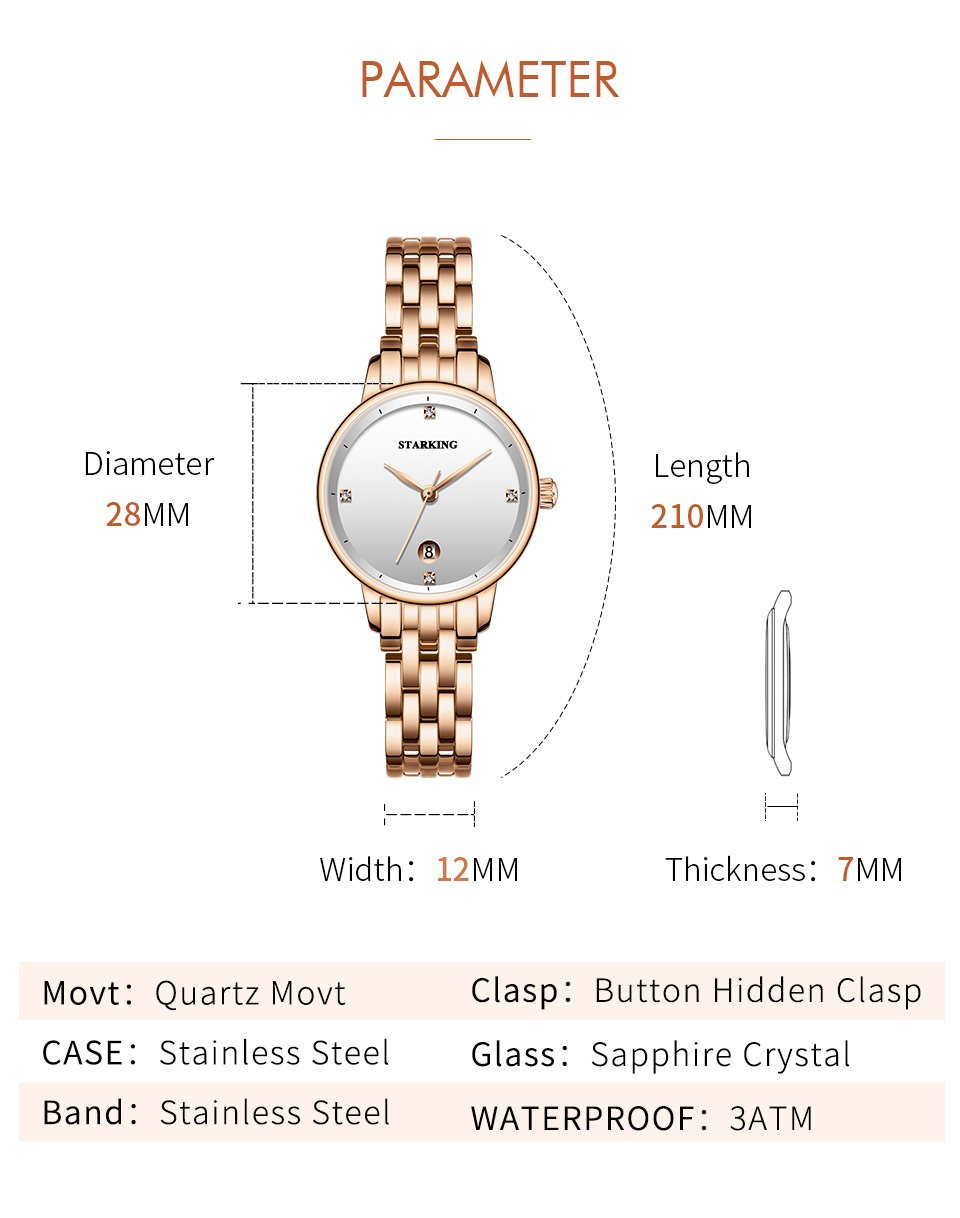 PARAMETER
STARKING
Diameter
28MM
Length
210MM
8
Width: 12MM
Thickness: 7MM
Movt: Quartz Movt
Clasp: Button Hidden Clasp
CASE: Stainless Steel
Glass: Sapphire Crystal
Band: Stainless Steel
WATERPROOF: 3ATM